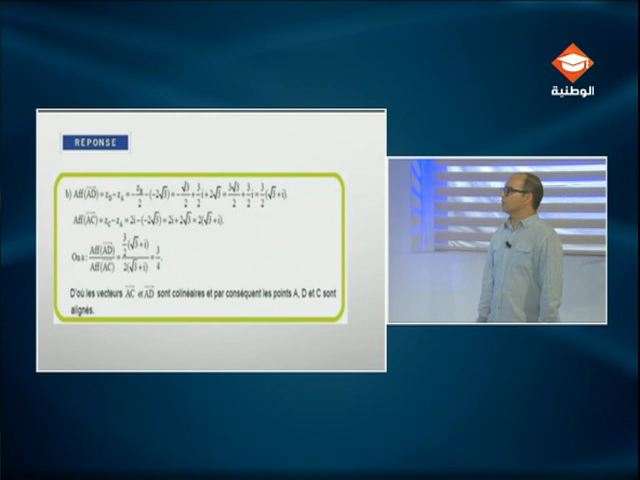 الوطنية
RÉPONSE
b) Aff(AD) = z_D − z_A = −z_B/2 − (−2√3) = −√3/2 + 3/2 i + 2√3 = 3√3/2 + 3/2 i = 3/2(√3 + i).
Aff(AC) = z_C − z_A = 2i − (−2√3) = 2i + 2√3 = 2(√3 + i).
On a : Aff(AD)/Aff(AC) = 3/2(√3 + i)/2(√3 + i) = 3/4.
D'où les vecteurs AC et AD sont colinéaires et par conséquent les points A, D et C sont
alignés.